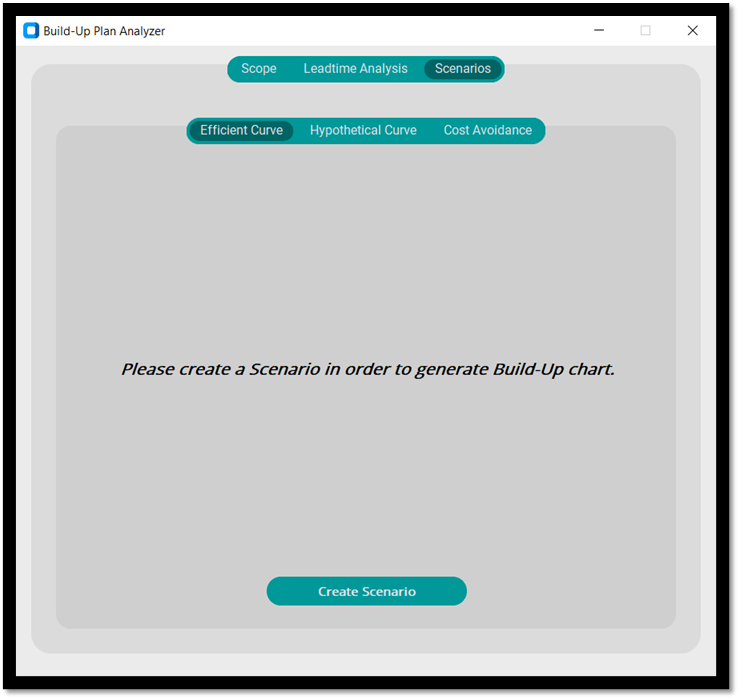 Build-Up Plan Analyzer
Scope Leadtime Analysis Scenarios
Efficient Curve Hypothetical Curve Cost Avoidance
Please create a Scenario in order to generate Build-Up chart.
Create Scenario